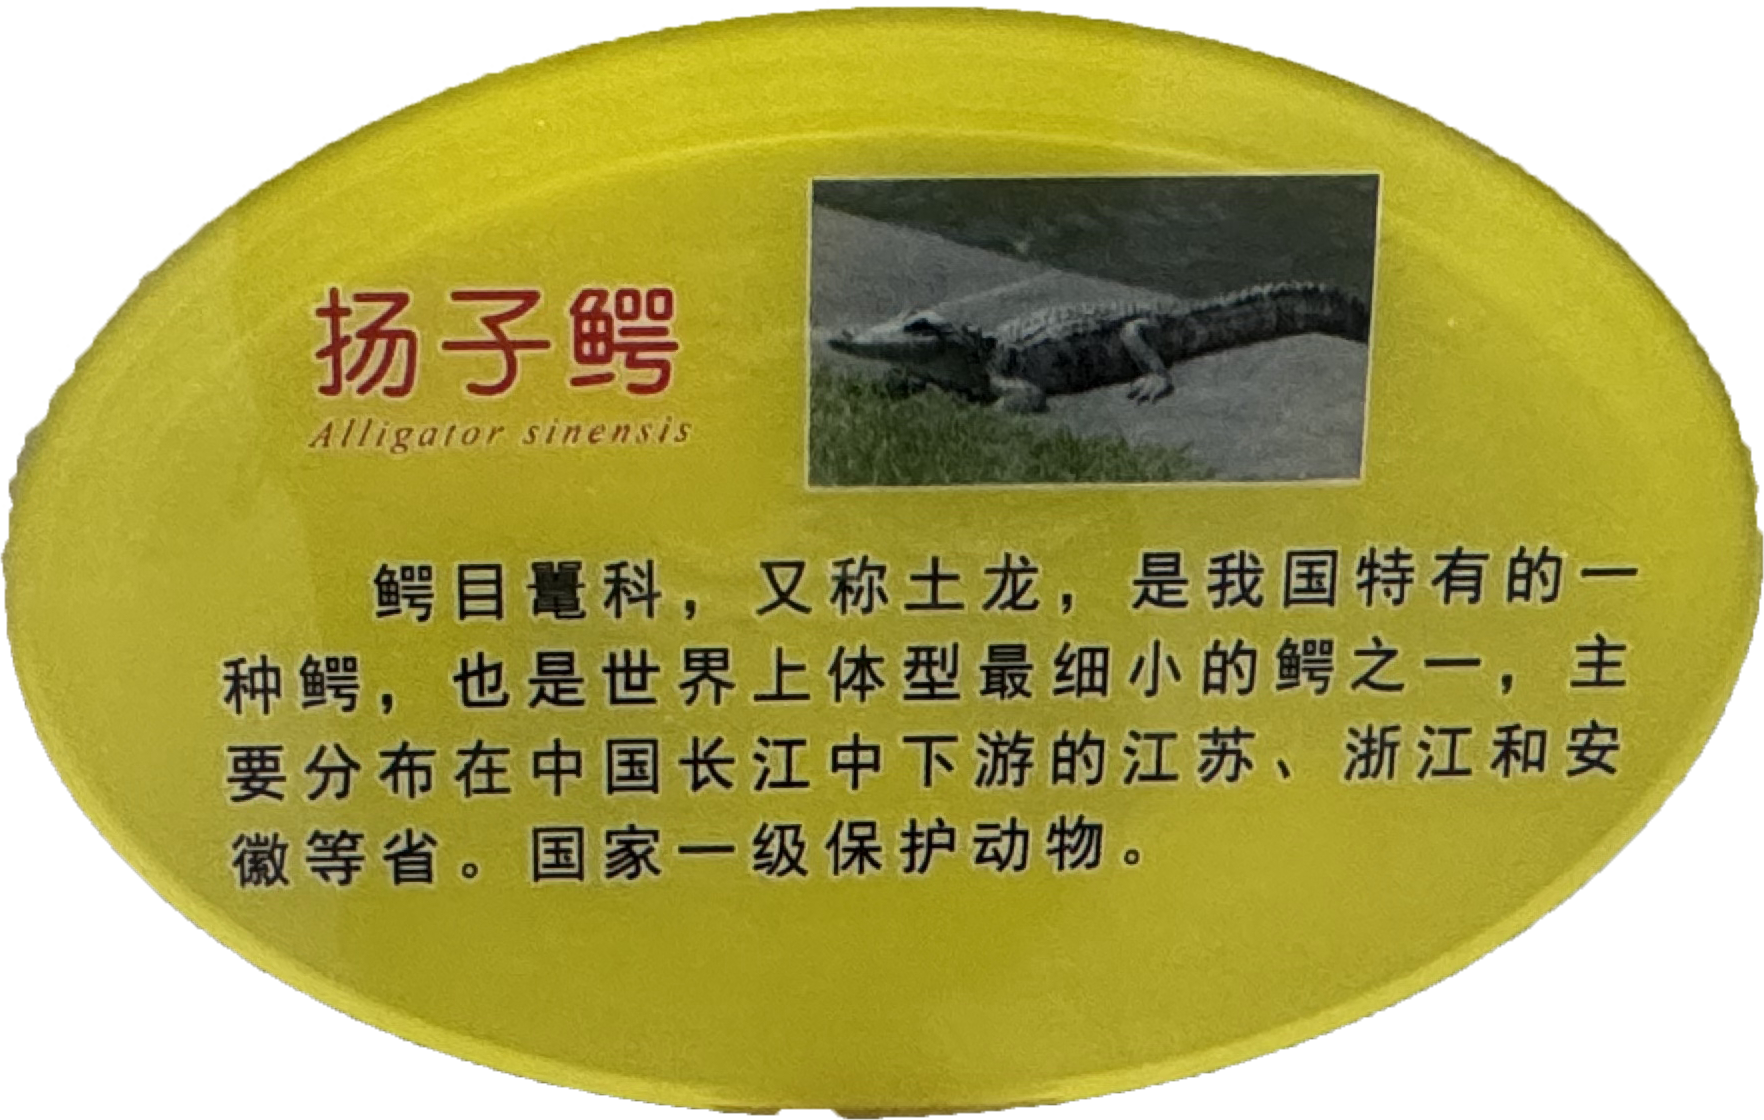 扬子鳄
Alligator sinensis
鳄目鼍科，又称土龙，是我国特有的一
种鳄，也是世界上体型最细小的鳄之一，主
要分布在中国长江中下游的江苏、浙江和安
徽等省。国家一级保护动物。